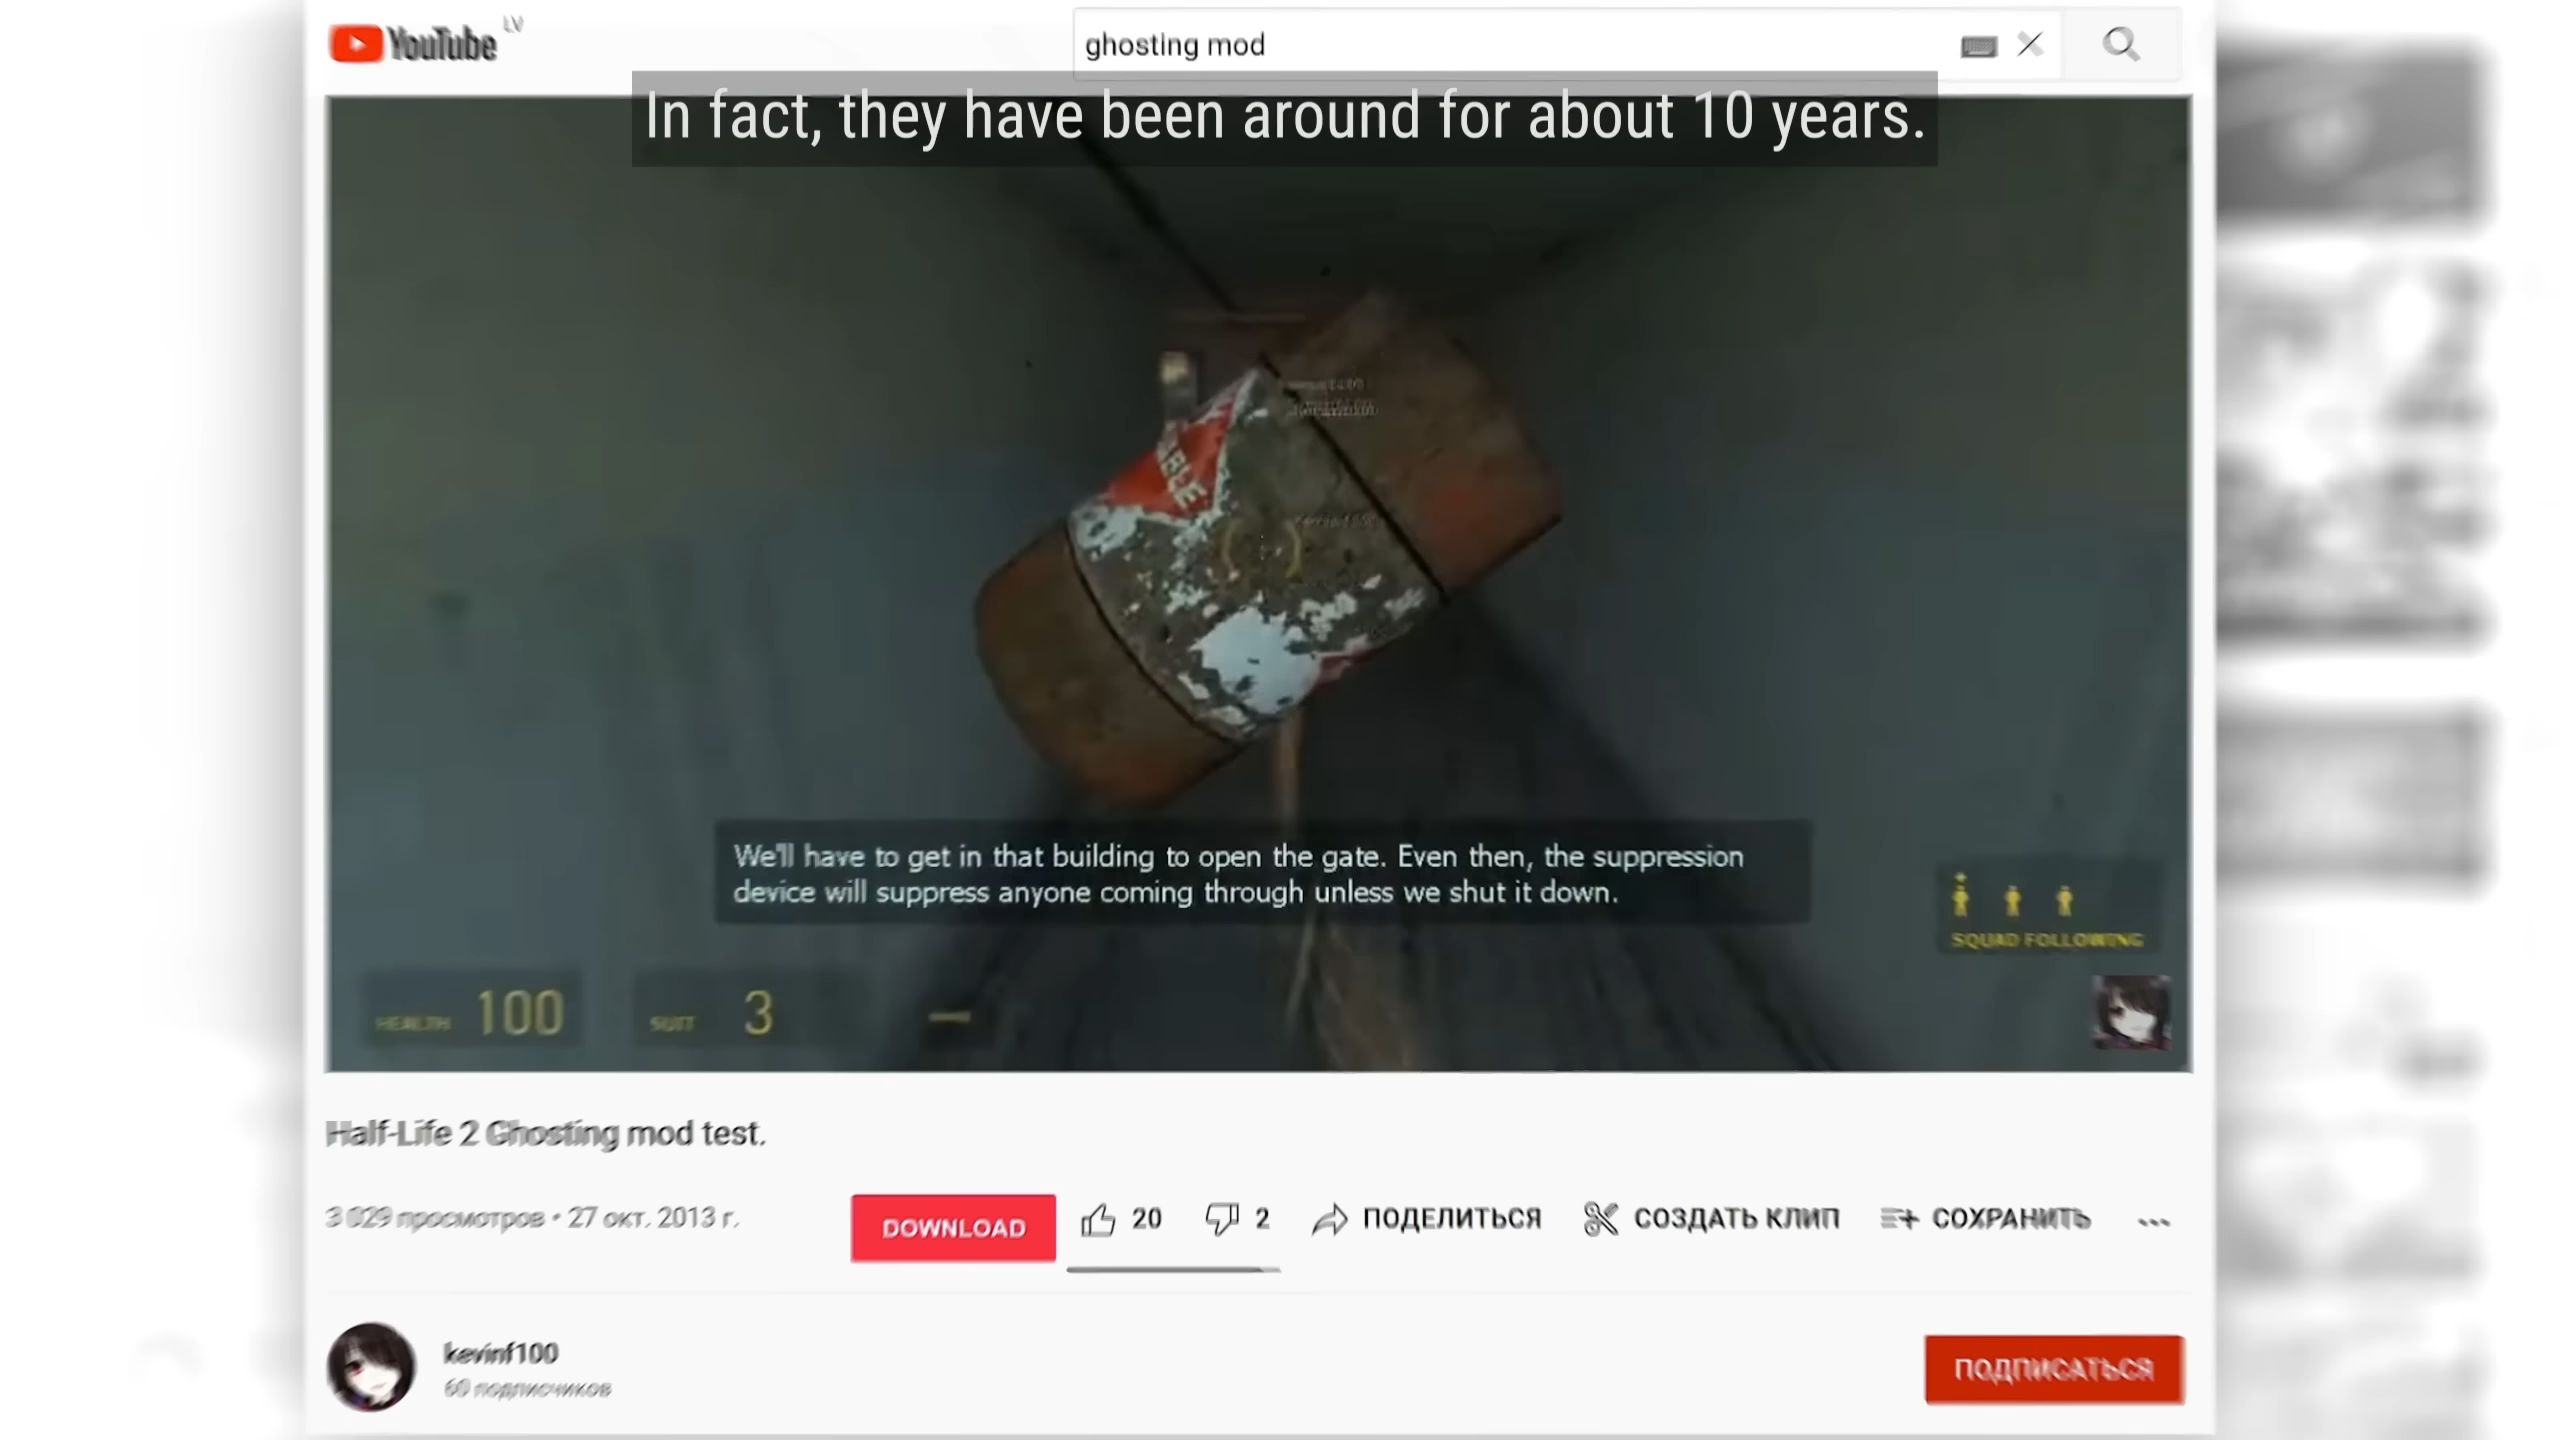 YouTube LV
ghosting mod
In fact, they have been around for about 10 years.
ABLE
We'll have to get in that building to open the gate. Even then, the suppression
device will suppress anyone coming through unless we shut it down.
SQUAD FOLLOWING
HEALTH 100
SUIT 3
Half-Life 2 Ghosting mod test.
3 029 просмотров • 27 окт. 2013 г.
DOWNLOAD
20
2
ПОДЕЛИТЬСЯ
СОЗДАТЬ КЛИП
СОХРАНИТЬ
kevinf100
60 подписчиков
ПОДПИСАТЬСЯ